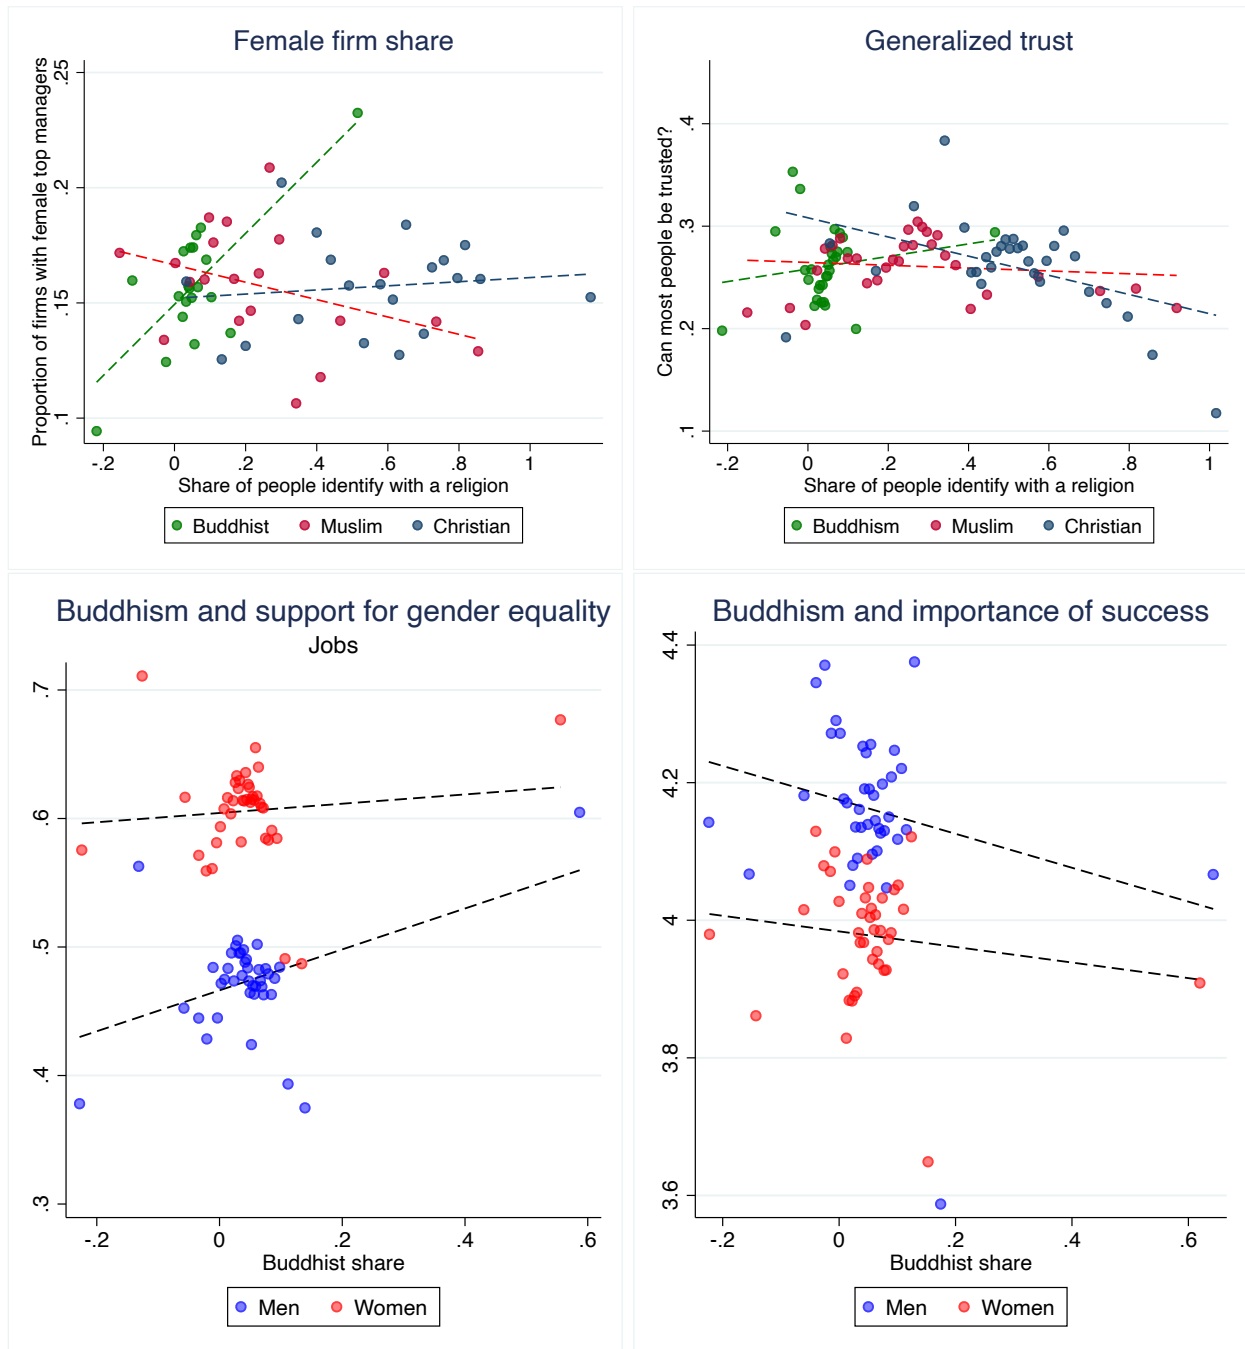 Female firm share
Proportion of firms with female top managers
.25
.2
.15
.1
-.2 0 .2 .4 .6 .8 1
Share of people identify with a religion
Buddhist Muslim Christian
Generalized trust
Can most people be trusted?
.4
.3
.2
.1
-.2 0 .2 .4 .6 .8 1
Share of people identify with a religion
Buddhism Muslim Christian
Buddhism and support for gender equality
Jobs
.7
.6
.5
.4
.3
-.2 0 .2 .4 .6
Buddhist share
Men Women
Buddhism and importance of success
4.4
4.2
4
3.8
3.6
-.2 0 .2 .4 .6
Buddhist share
Men Women